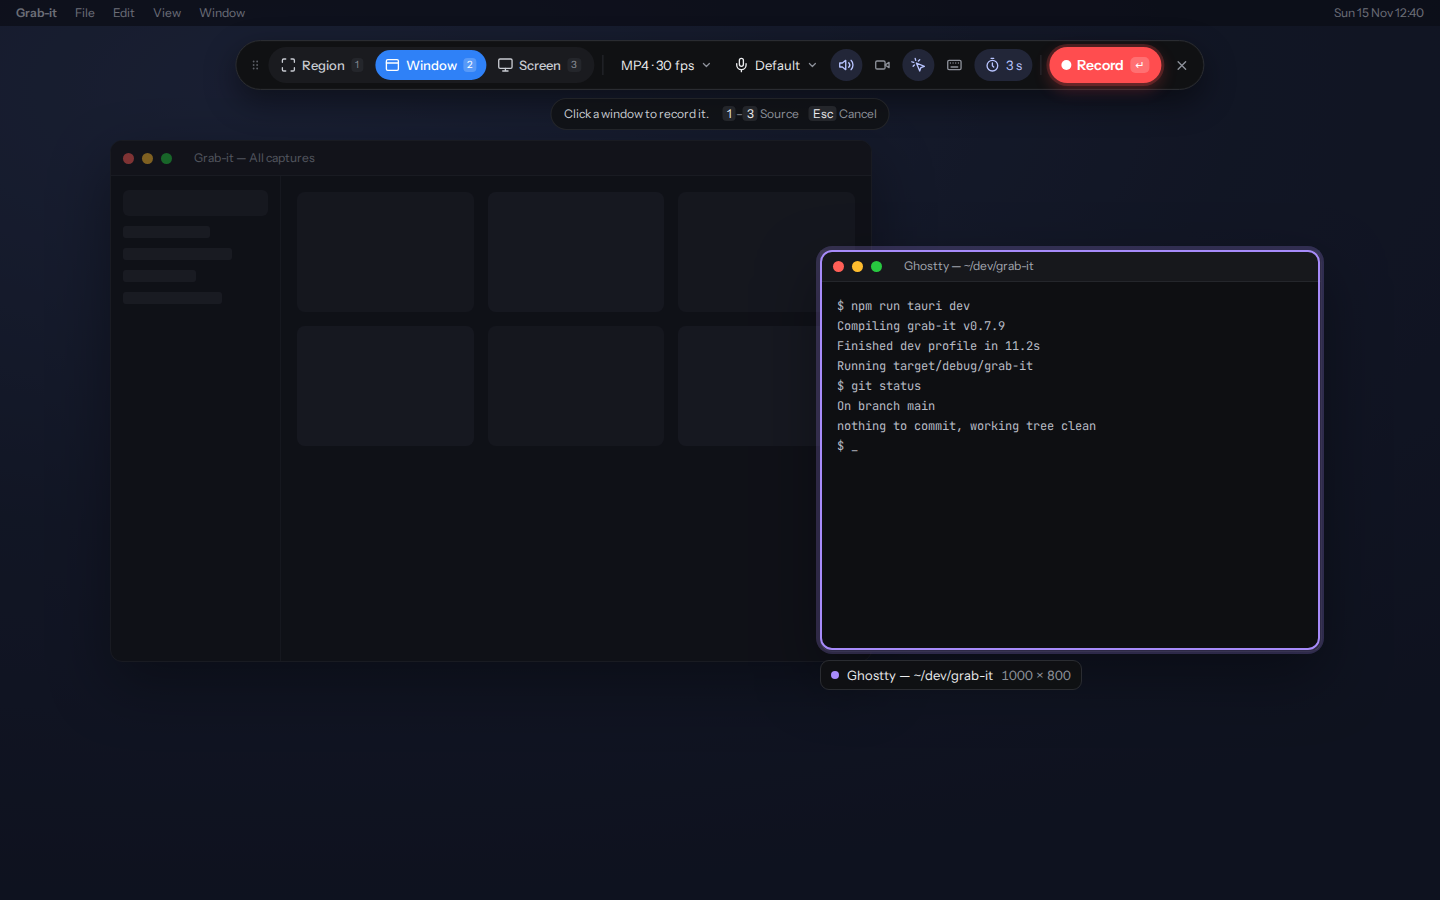 Grab-it File Edit View Window Sun 15 Nov 12:40
Region 1 Window 2 Screen 3 MP4 · 30 fps Default 3 s Record ↵
Click a window to record it. 1 – 3 Source Esc Cancel
Grab-it — All captures
Ghostty — ~/dev/grab-it
$ npm run tauri dev
Compiling grab-it v0.7.9
Finished dev profile in 11.2s
Running target/debug/grab-it
$ git status
On branch main
nothing to commit, working tree clean
$ _
Ghostty — ~/dev/grab-it 1000 × 800